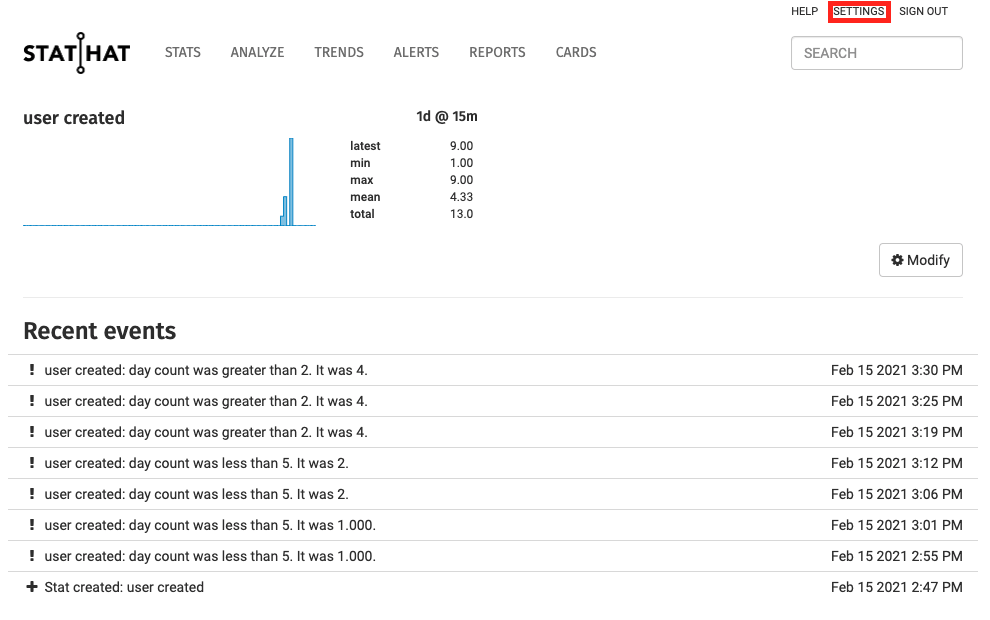 HELP SETTINGS SIGN OUT
STAT HAT STATS ANALYZE TRENDS ALERTS REPORTS CARDS SEARCH
user created 1d @ 15m
latest 9.00
min 1.00
max 9.00
mean 4.33
total 13.0
Modify
Recent events
! user created: day count was greater than 2. It was 4. Feb 15 2021 3:30 PM
! user created: day count was greater than 2. It was 4. Feb 15 2021 3:25 PM
! user created: day count was greater than 2. It was 4. Feb 15 2021 3:19 PM
! user created: day count was less than 5. It was 2. Feb 15 2021 3:12 PM
! user created: day count was less than 5. It was 2. Feb 15 2021 3:06 PM
! user created: day count was less than 5. It was 1.000. Feb 15 2021 3:01 PM
! user created: day count was less than 5. It was 1.000. Feb 15 2021 2:55 PM
+ Stat created: user created Feb 15 2021 2:47 PM